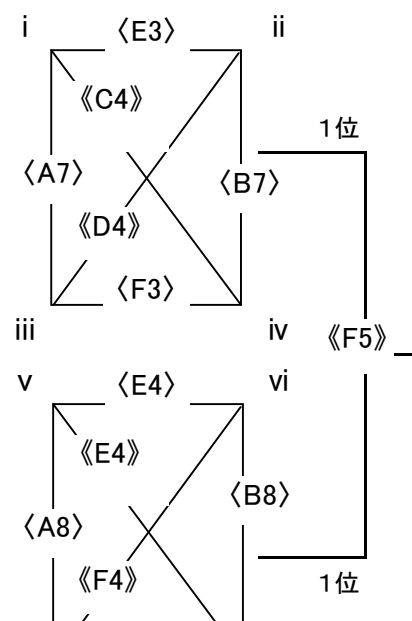 i 〈E3〉 ii
《C4》
1位
〈A7〉 〈B7〉
《D4》
〈F3〉
iii iv 《F5》
v 〈E4〉 vi
《E4》
〈B8〉
〈A8〉
《F4》 1位